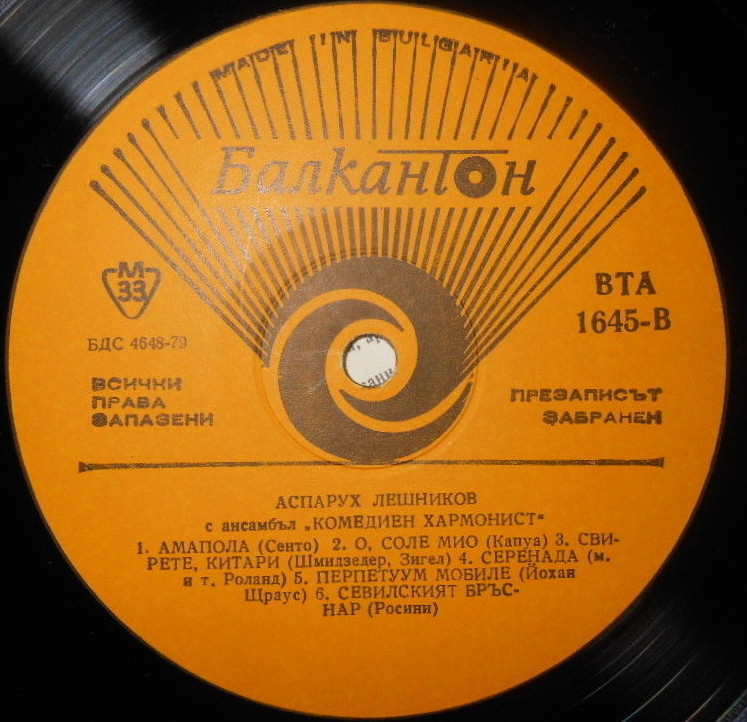 MADE IN BULGARIA
БалканТон
М
33
ВТА
1645-В
БДС 4648-79
ВСИЧКИ
ПРАВА
ЗАПАЗЕНИ
ПРЕЗАПИСЪТ
ЗАБРАНЕН
АСПАРУХ ЛЕШНИКОВ
с ансамбъл „КОМЕДИЕН ХАРМОНИСТ“
1. АМАПОЛА (Сенто) 2. О, СОЛЕ МИО (Капуа) 3. СВИ-
РЕТЕ, КИТАРИ (Шмидзедер, Зигел) 4. СЕРЕНАДА (м.
и т. Роланд) 5. ПЕРПЕТУУМ МОБИЛЕ (Йохан
Щраус) 6. СЕВИЛСКИЯТ БРЪС-
НАР (Росини)